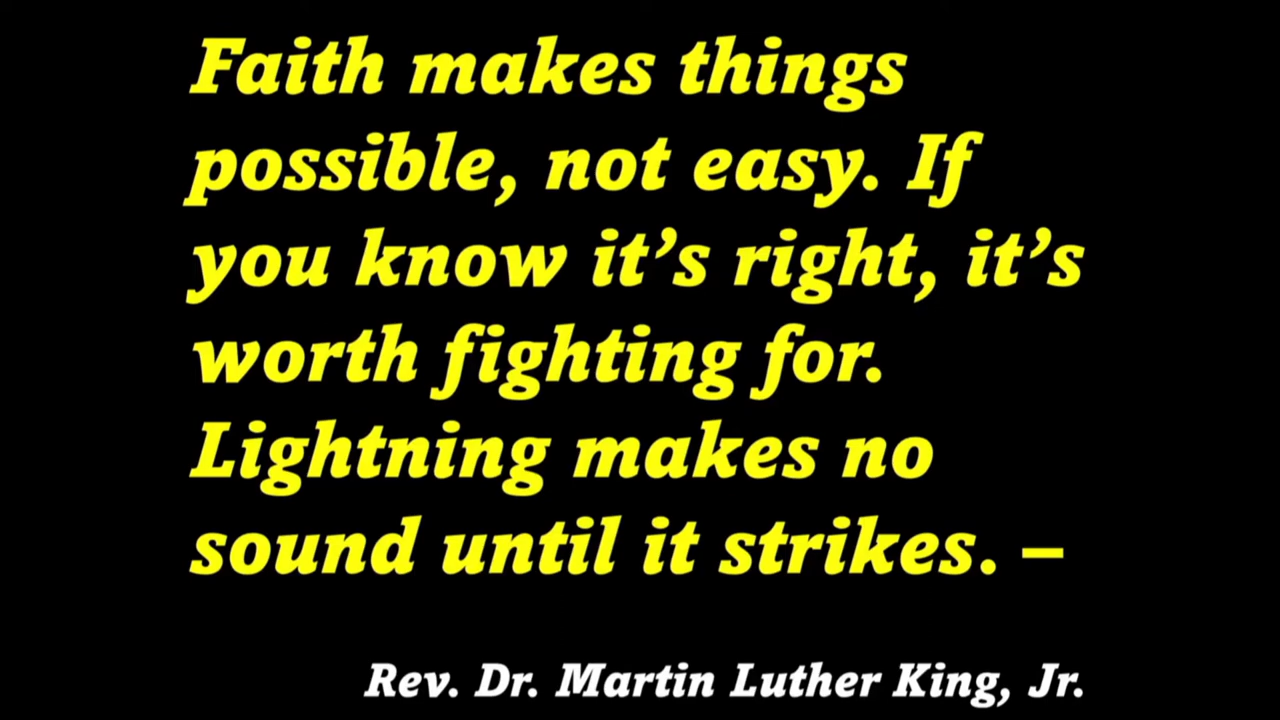 Faith makes things
possible, not easy. If
you know it’s right, it’s
worth fighting for.
Lightning makes no
sound until it strikes. –
Rev. Dr. Martin Luther King, Jr.